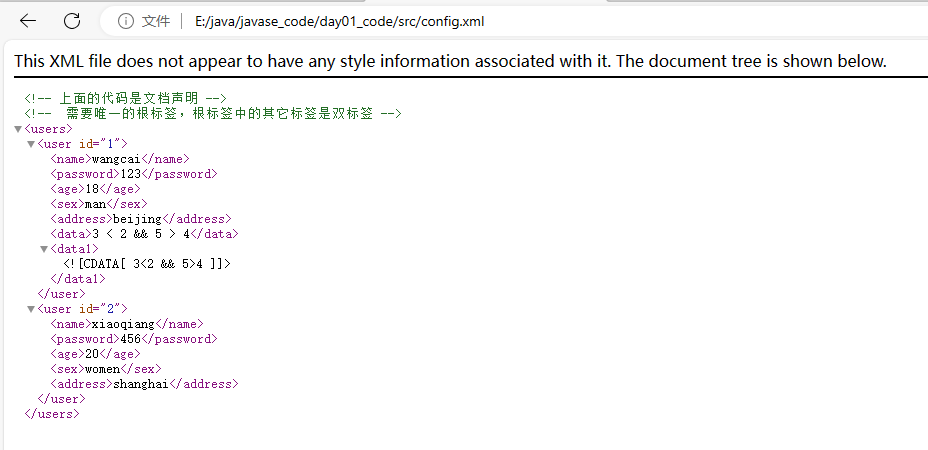 文件 E:/java/javase_code/day01_code/src/config.xml
This XML file does not appear to have any style information associated with it. The document tree is shown below.
<!-- 上面的代码是文档声明 -->
<!--  需要唯一的根标签，根标签中的其它标签是双标签 -->
<users>
<user id="1">
<name>wangcai</name>
<password>123</password>
<age>18</age>
<sex>man</sex>
<address>beijing</address>
<data>3 < 2 && 5 > 4</data>
<data1>
<![CDATA[ 3<2 && 5>4 ]]>
</data1>
</user>
<user id="2">
<name>xiaoqiang</name>
<password>456</password>
<age>20</age>
<sex>women</sex>
<address>shanghai</address>
</user>
</users>